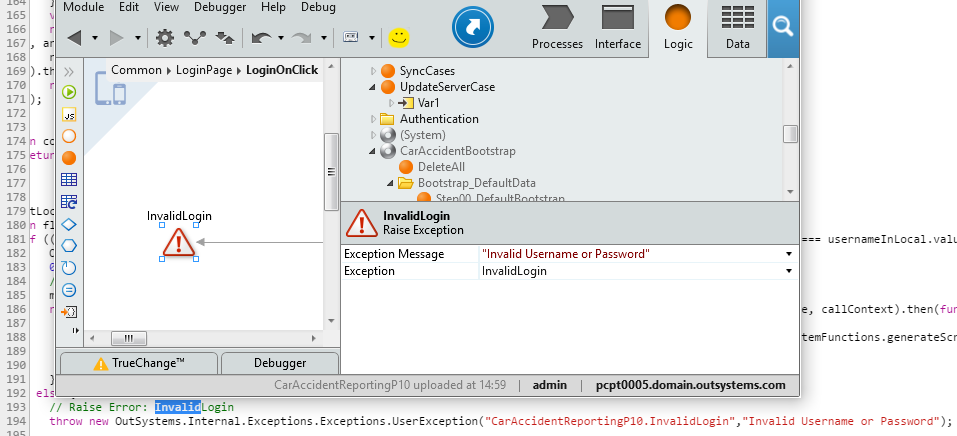 Module Edit View Debugger Help Debug
Processes
Interface
Logic
Data
Common ▸ LoginPage ▸ LoginOnClick
SyncCases
UpdateServerCase
Var1
Authentication
(System)
CarAccidentBootstrap
DeleteAll
Bootstrap_DefaultData
JS
InvalidLogin
InvalidLogin
Raise Exception
Exception Message "Invalid Username or Password"
Exception InvalidLogin
TrueChange™
Debugger
CarAccidentReportingP10 uploaded at 14:59 | admin | pcpt0005.domain.outsystems.com
164 }
165
166
167 , an
168
169 ).th
170
171 );
172
173
174 n co
175 etur
176
177
178
179 tLoc
180 n fl
181 f (( === usernameInLocal.valu
182
183
184 //
185 m
186 e, callContext).then(fun
187
188 temFunctions.generateScr
189
190
191 }
192
193 // Raise Error: InvalidLogin
194 throw new OutSystems.Internal.Exceptions.Exceptions.UserException("CarAccidentReportingP10.InvalidLogin","Invalid Username or Password");
195